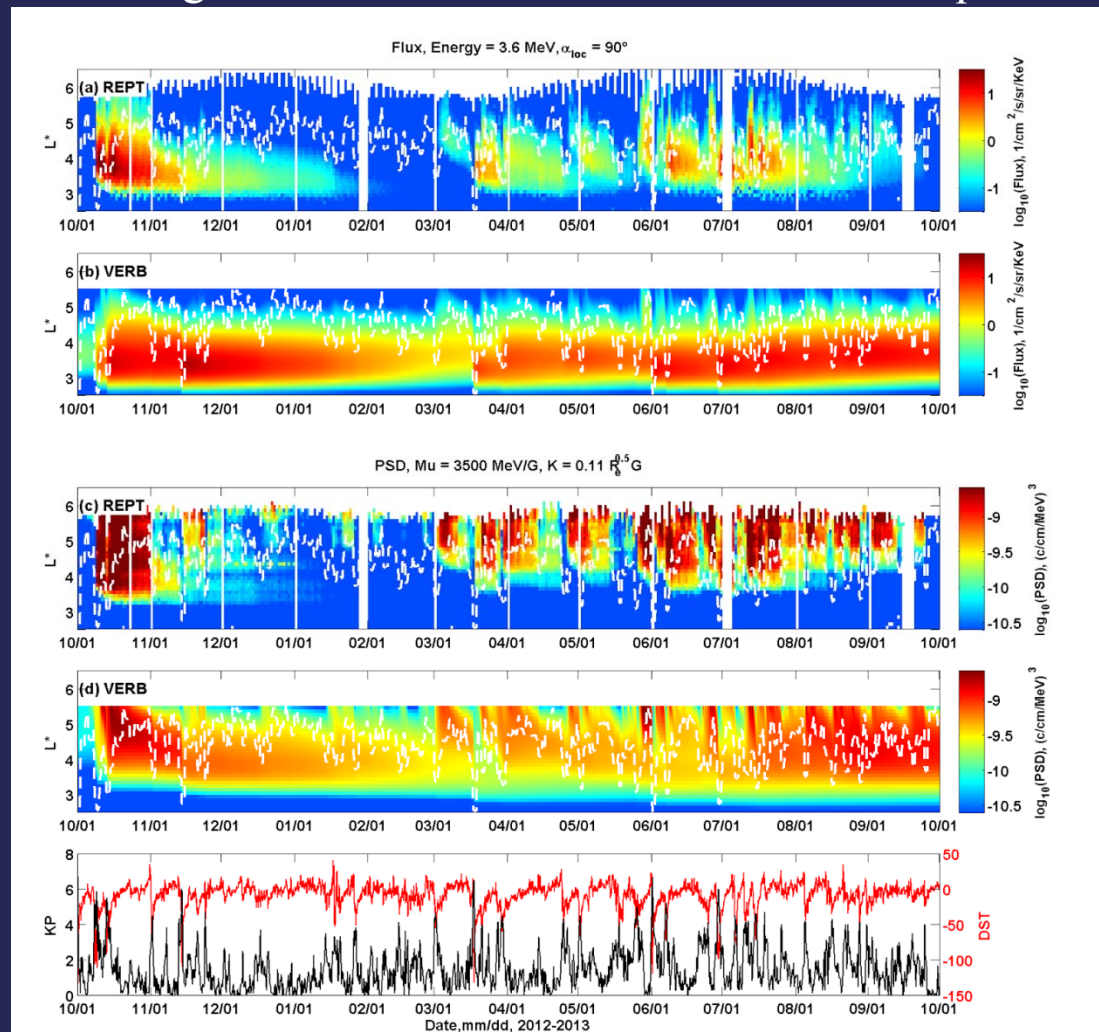 Flux, Energy = 3.6 MeV, α_loc = 90°
(a) REPT
6
5
4
3
L*
10/01 11/01 12/01 01/01 02/01 03/01 04/01 05/01 06/01 07/01 08/01 09/01 10/01
1
0
-1
log10(Flux), 1/cm²/s/sr/KeV
(b) VERB
6
5
4
3
L*
10/01 11/01 12/01 01/01 02/01 03/01 04/01 05/01 06/01 07/01 08/01 09/01 10/01
1
0
-1
log10(Flux), 1/cm²/s/sr/KeV
PSD, Mu = 3500 MeV/G, K = 0.11 R_e^0.5 G
(c) REPT
6
5
4
3
L*
10/01 11/01 12/01 01/01 02/01 03/01 04/01 05/01 06/01 07/01 08/01 09/01 10/01
-9
-9.5
-10
-10.5
log10(PSD), (c/cm/MeV)³
(d) VERB
6
5
4
3
L*
10/01 11/01 12/01 01/01 02/01 03/01 04/01 05/01 06/01 07/01 08/01 09/01 10/01
-9
-9.5
-10
-10.5
log10(PSD), (c/cm/MeV)³
8
6
4
2
0
KP
50
0
-50
-100
-150
DST
10/01 11/01 12/01 01/01 02/01 03/01 04/01 05/01 06/01 07/01 08/01 09/01 10/01
Date,mm/dd, 2012-2013